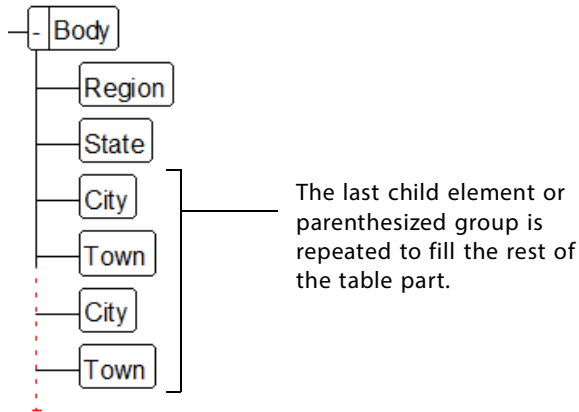 - Body
Region
State
City
Town
City
Town
The last child element or
parenthesized group is
repeated to fill the rest of
the table part.